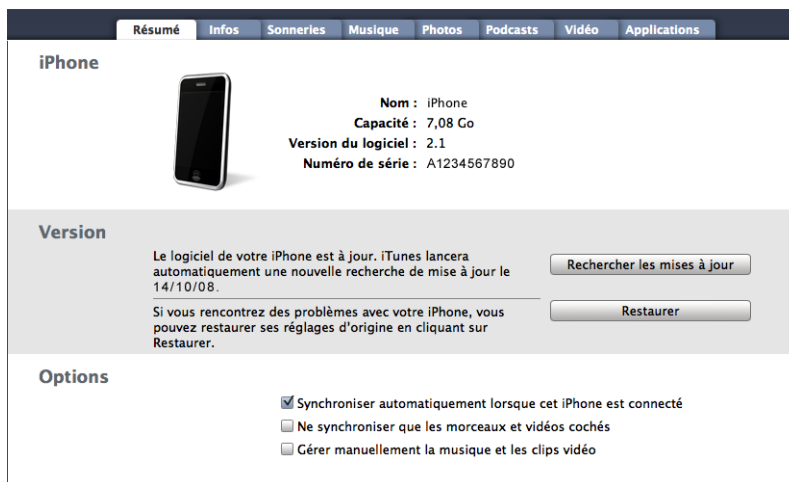 Résumé Infos Sonneries Musique Photos Podcasts Vidéo Applications
iPhone
Nom : iPhone
Capacité : 7,08 Go
Version du logiciel : 2.1
Numéro de série : A1234567890
Version
Le logiciel de votre iPhone est à jour. iTunes lancera
automatiquement une nouvelle recherche de mise à jour le
14/10/08.
Rechercher les mises à jour
Si vous rencontrez des problèmes avec votre iPhone, vous
pouvez restaurer ses réglages d'origine en cliquant sur
Restaurer.
Restaurer
Options
Synchroniser automatiquement lorsque cet iPhone est connecté
Ne synchroniser que les morceaux et vidéos cochés
Gérer manuellement la musique et les clips vidéo